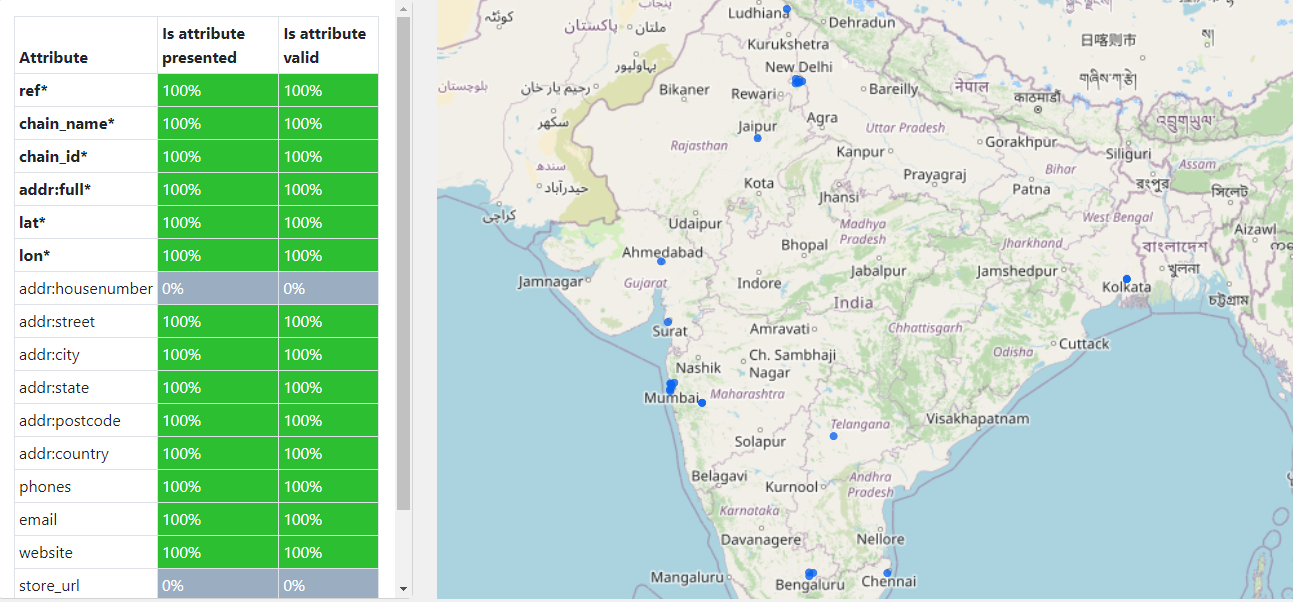 Attribute Is attribute presented Is attribute valid
ref* 100% 100%
chain_name* 100% 100%
chain_id* 100% 100%
addr:full* 100% 100%
lat* 100% 100%
lon* 100% 100%
addr:housenumber 0% 0%
addr:street 100% 100%
addr:city 100% 100%
addr:state 100% 100%
addr:postcode 100% 100%
addr:country 100% 100%
phones 100% 100%
email 100% 100%
website 100% 100%
store_url 0% 0%
کوئٹہ
پنجاب
Ludhiana
پاکستان
ملتان
Dehradun
Kurukshetra
日喀则市
بہاولپور
New Delhi
بلوچستان
رحیم یار خان
Bikaner
Rewari
Bareilly
नेपाल
काठमाडौं
གཞིས་ཀ་རྩེ
سکھر
Jaipur
Agra
Uttar Pradesh
འབྲུགཡུལ
Rajasthan
Kanpur
Gorakhpur
Siliguri
سندھ
Bihar
Assam
حیدرآباد
Kota
Prayagraj
Patna
রংপুর
সিলেট
Jhansi
کراچی
Udaipur
Madhya
Pradesh
West Bengal
Aizawl
Ahmedabad
Bhopal
Jharkhand
বাংলাদেশ
Jamnagar
Gujarat
Indore
Jabalpur
Jamshedpur
খুলনা
Kolkata
চট্টগ্রাম
India
Surat
Amravati
Chhattisgarh
Cuttack
Odisha
Nashik
Ch. Sambhaji
Nagar
Mumbai
Maharashtra
Telangana
Visakhapatnam
Solapur
Belagavi
Kurnool
Andhra
Pradesh
Karnataka
Davanagere
Nellore
Mangaluru
Bengaluru
Chennai